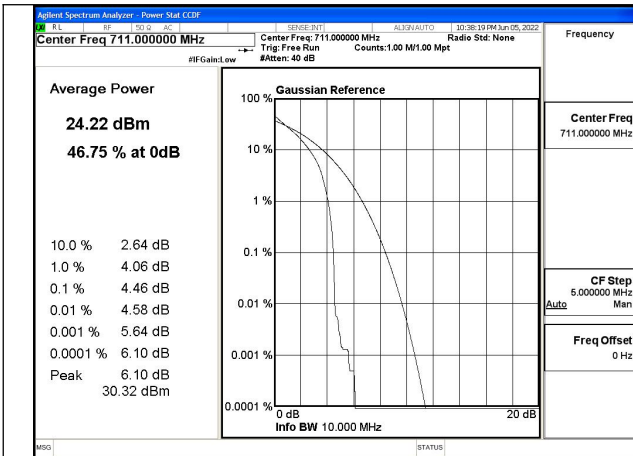 Agilent Spectrum Analyzer - Power Stat CCDF
RL RF 50 Ω AC SENSE:INT ALIGNAUTO 10:38:19 PM Jun 05, 2022
Center Freq 711.000000 MHz
Center Freq: 711.000000 MHz Radio Std: None
Trig: Free Run Counts:1.00 M/1.00 Mpt
#IFGain:Low #Atten: 40 dB
Frequency
Average Power
24.22 dBm
46.75 % at 0dB
10.0 % 2.64 dB
1.0 % 4.06 dB
0.1 % 4.46 dB
0.01 % 4.58 dB
0.001 % 5.64 dB
0.0001 % 6.10 dB
Peak 6.10 dB
30.32 dBm
Gaussian Reference
100 %
10 %
1 %
0.1 %
0.01 %
0.001 %
0.0001 %
0 dB 20 dB
Info BW 10.000 MHz
Center Freq
711.000000 MHz
CF Step
5.000000 MHz
Auto Man
Freq Offset
0 Hz
MSG STATUS